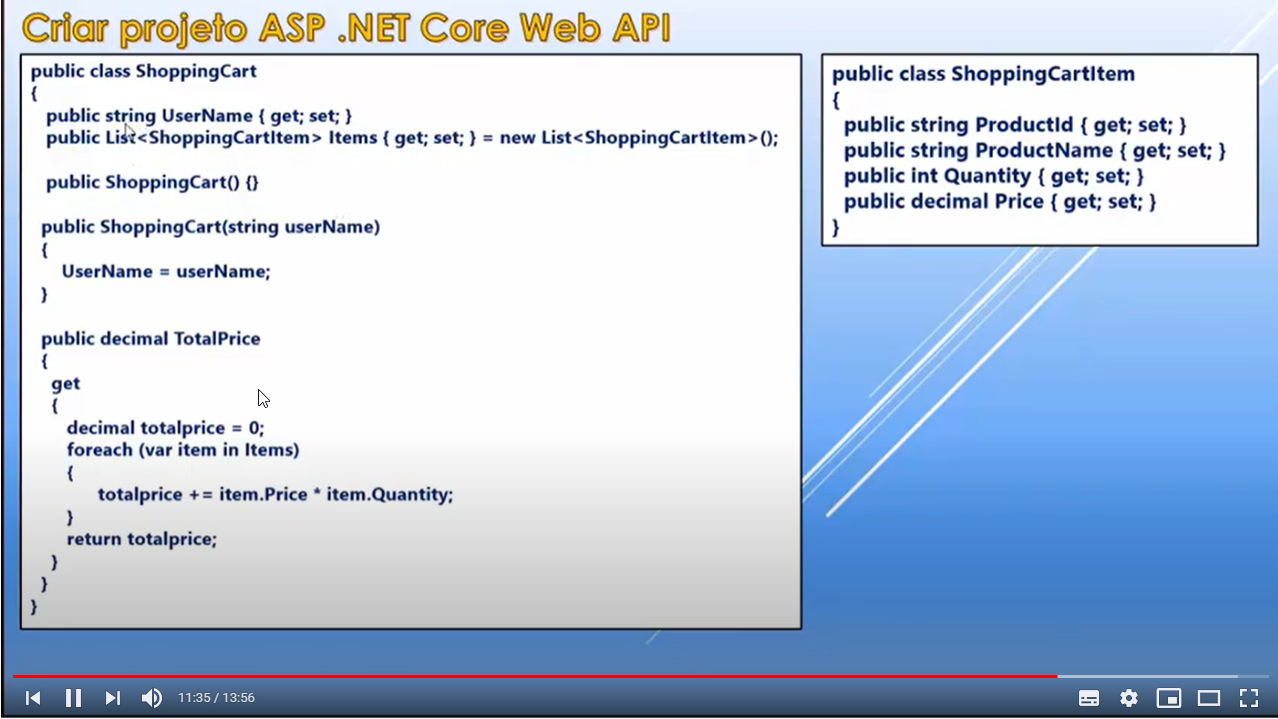 Criar projeto ASP .NET Core Web API
public class ShoppingCart
{
public string UserName { get; set; }
public List<ShoppingCartItem> Items { get; set; } = new List<ShoppingCartItem>();
public ShoppingCart() {}
public ShoppingCart(string userName)
{
UserName = userName;
}
public decimal TotalPrice
{
get
{
decimal totalprice = 0;
foreach (var item in Items)
{
totalprice += item.Price * item.Quantity;
}
return totalprice;
}
}
}
public class ShoppingCartItem
{
public string ProductId { get; set; }
public string ProductName { get; set; }
public int Quantity { get; set; }
public decimal Price { get; set; }
}
11:35 / 13:56